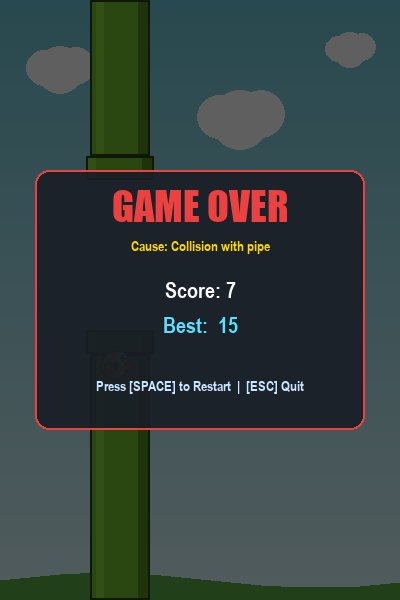 GAME OVER
Cause: Collision with pipe
Score: 7
Best: 15
Press [SPACE] to Restart | [ESC] Quit